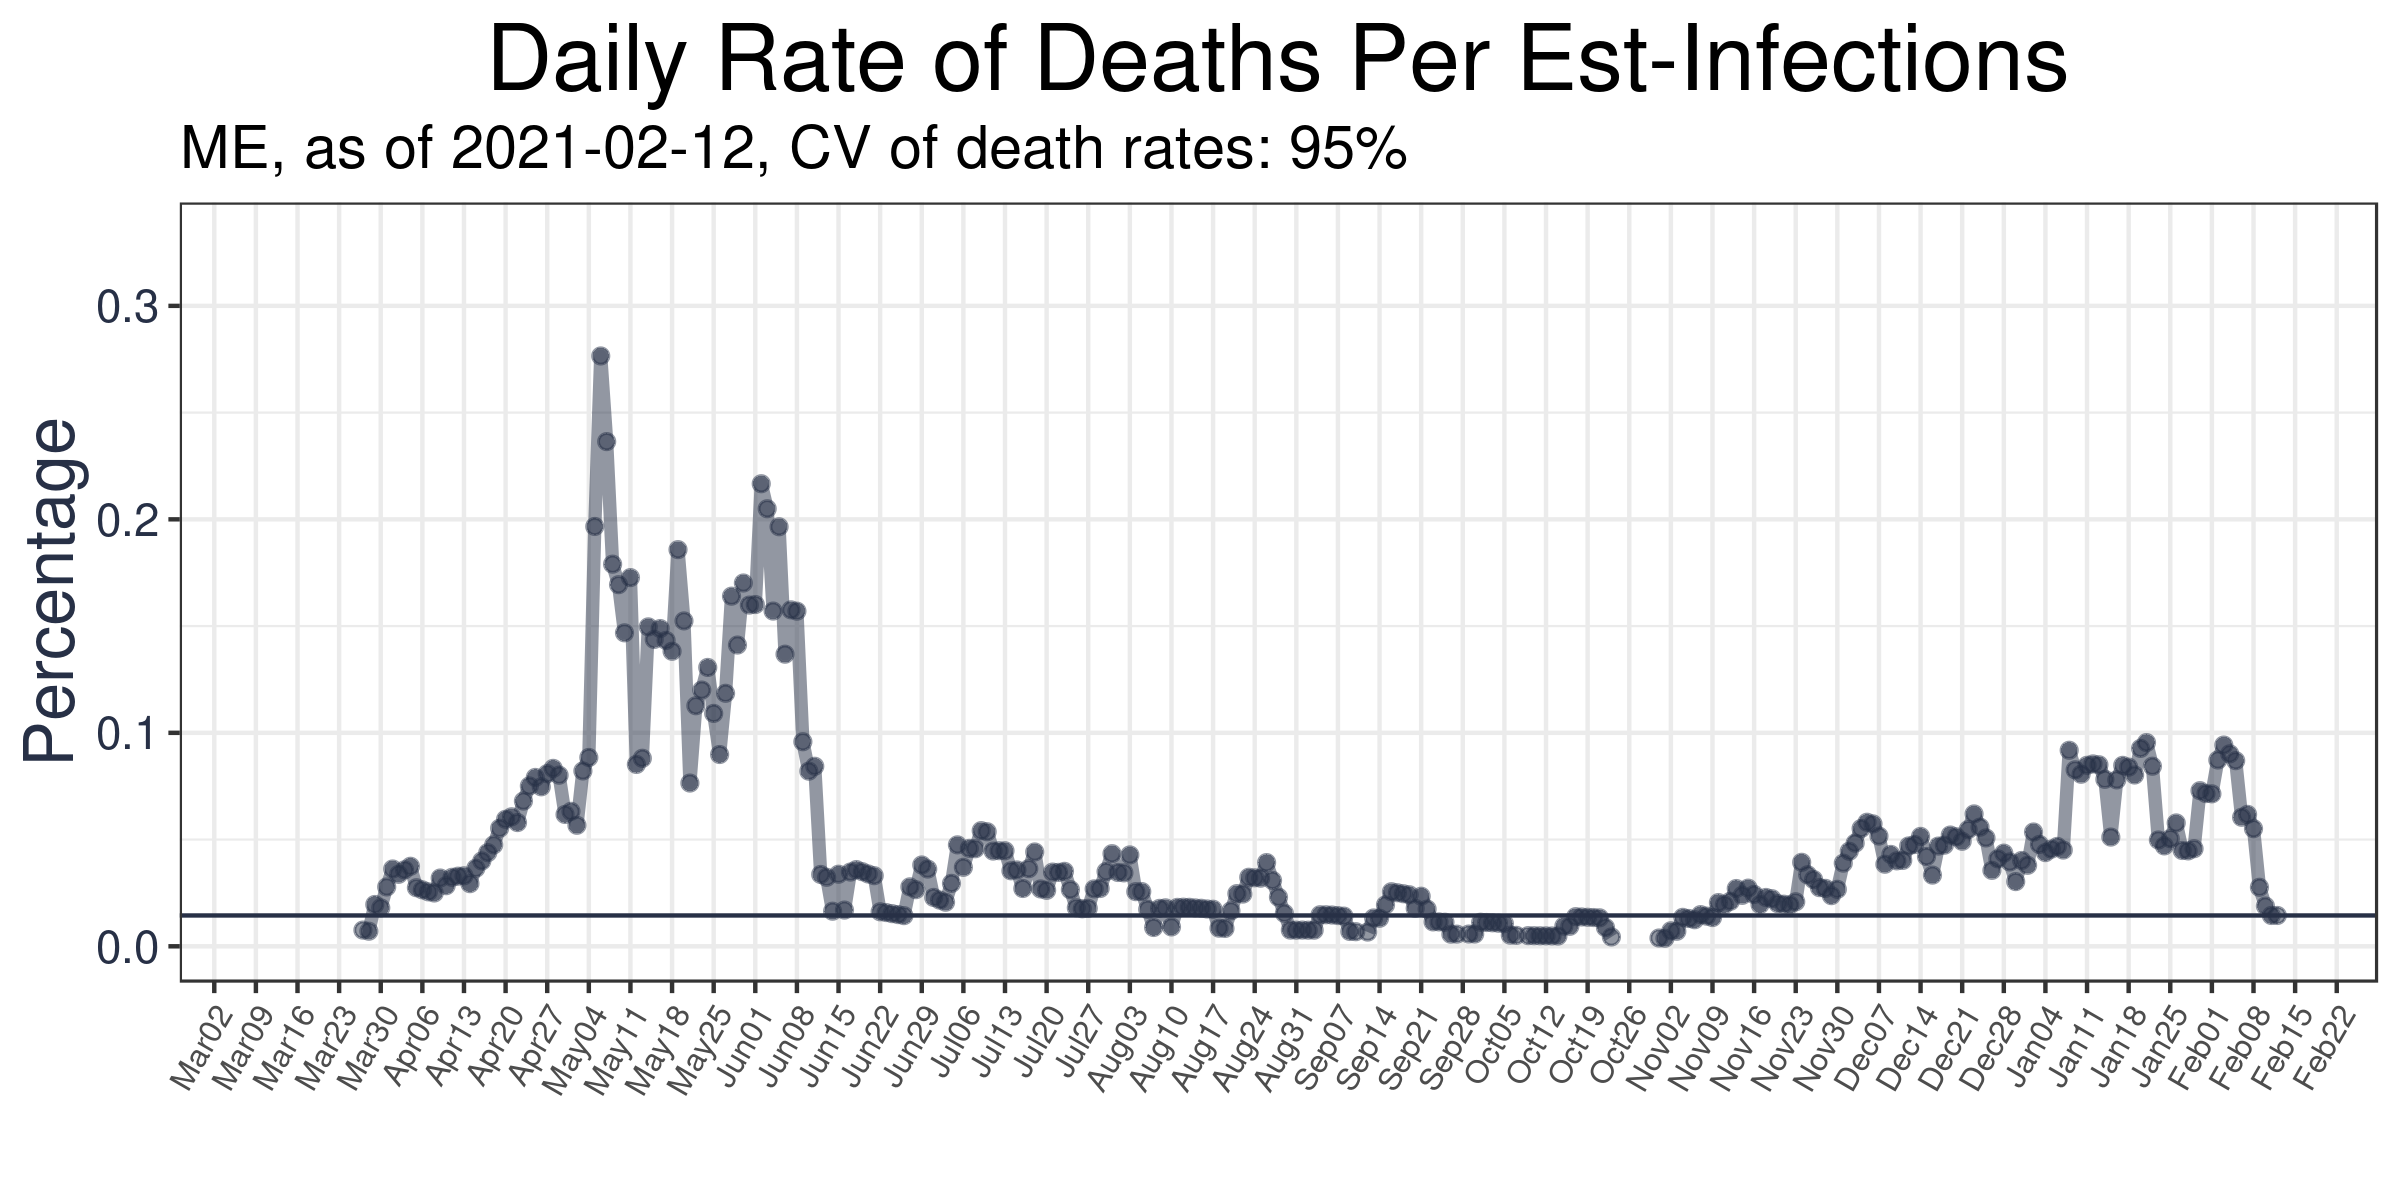 Daily Rate of Deaths Per Est-Infections
ME, as of 2021-02-12, CV of death rates: 95%
Percentage
0.3
0.2
0.1
0.0
Mar02
Mar09
Mar16
Mar23
Mar30
Apr06
Apr13
Apr20
Apr27
May04
May11
May18
May25
Jun01
Jun08
Jun15
Jun22
Jun29
Jul06
Jul13
Jul20
Jul27
Aug03
Aug10
Aug17
Aug24
Aug31
Sep07
Sep14
Sep21
Sep28
Oct05
Oct12
Oct19
Oct26
Nov02
Nov09
Nov16
Nov23
Nov30
Dec07
Dec14
Dec21
Dec28
Jan04
Jan11
Jan18
Jan25
Feb01
Feb08
Feb15
Feb22